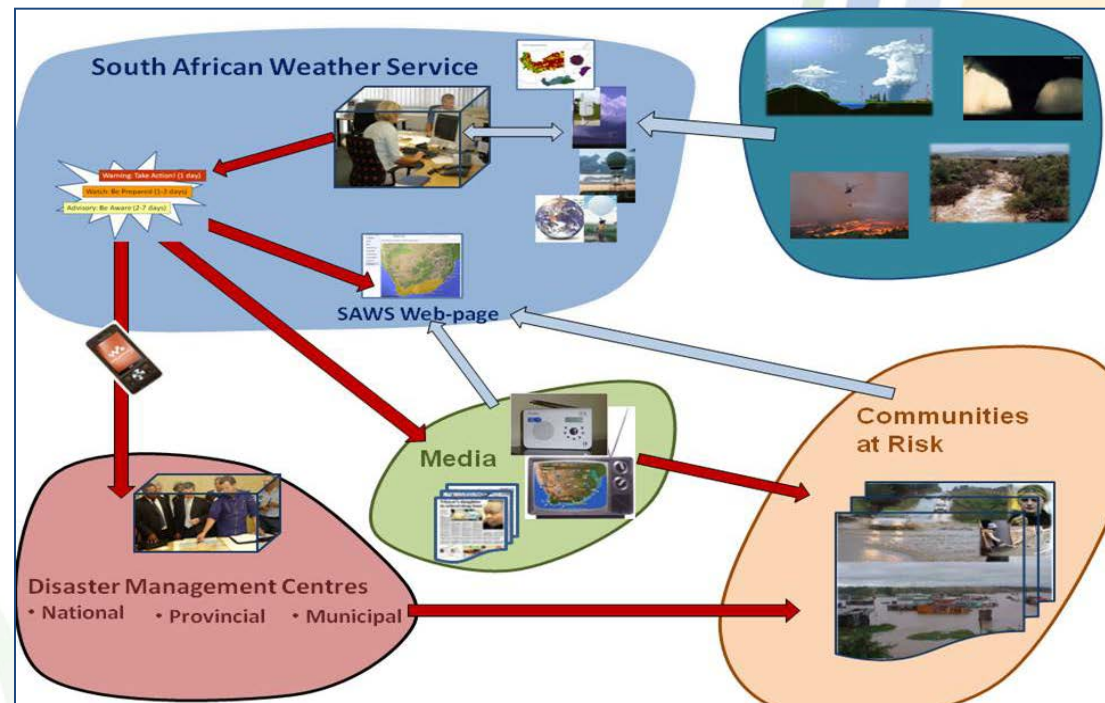 South African Weather Service
Warning: Take Action! (1 day)
Watch: Be Prepared (1-3 days)
Advisory: Be Aware (2-7 days)
SAWS Web-page
Media
Communities
at Risk
Disaster Management Centres
• National • Provincial • Municipal